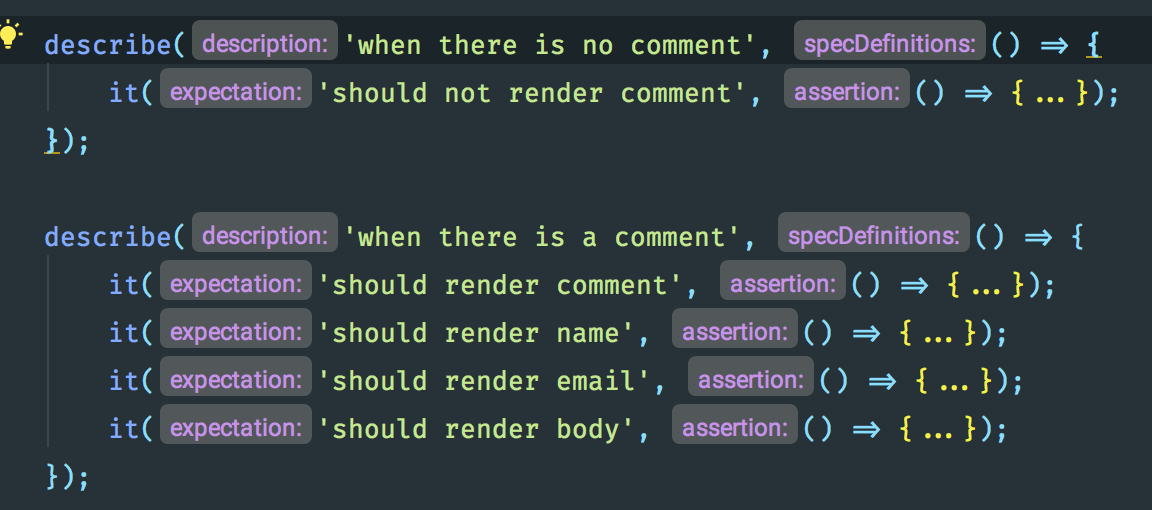 describe( description: 'when there is no comment', specDefinitions: () => {
it( expectation: 'should not render comment', assertion: () => { ... });
});
describe( description: 'when there is a comment', specDefinitions: () => {
it( expectation: 'should render comment', assertion: () => { ... });
it( expectation: 'should render name', assertion: () => { ... });
it( expectation: 'should render email', assertion: () => { ... });
it( expectation: 'should render body', assertion: () => { ... });
});